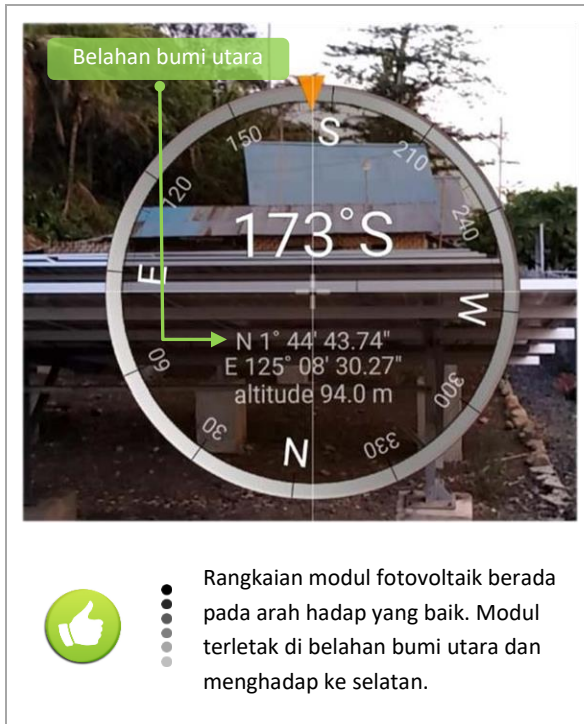 Belahan bumi utara
S
150
210
120
240
173°S
E
W
N 1° 44' 43.74"
E 125° 08' 30.27"
altitude 94.0 m
60
300
30
330
N
Rangkaian modul fotovoltaik berada
pada arah hadap yang baik. Modul
terletak di belahan bumi utara dan
menghadap ke selatan.